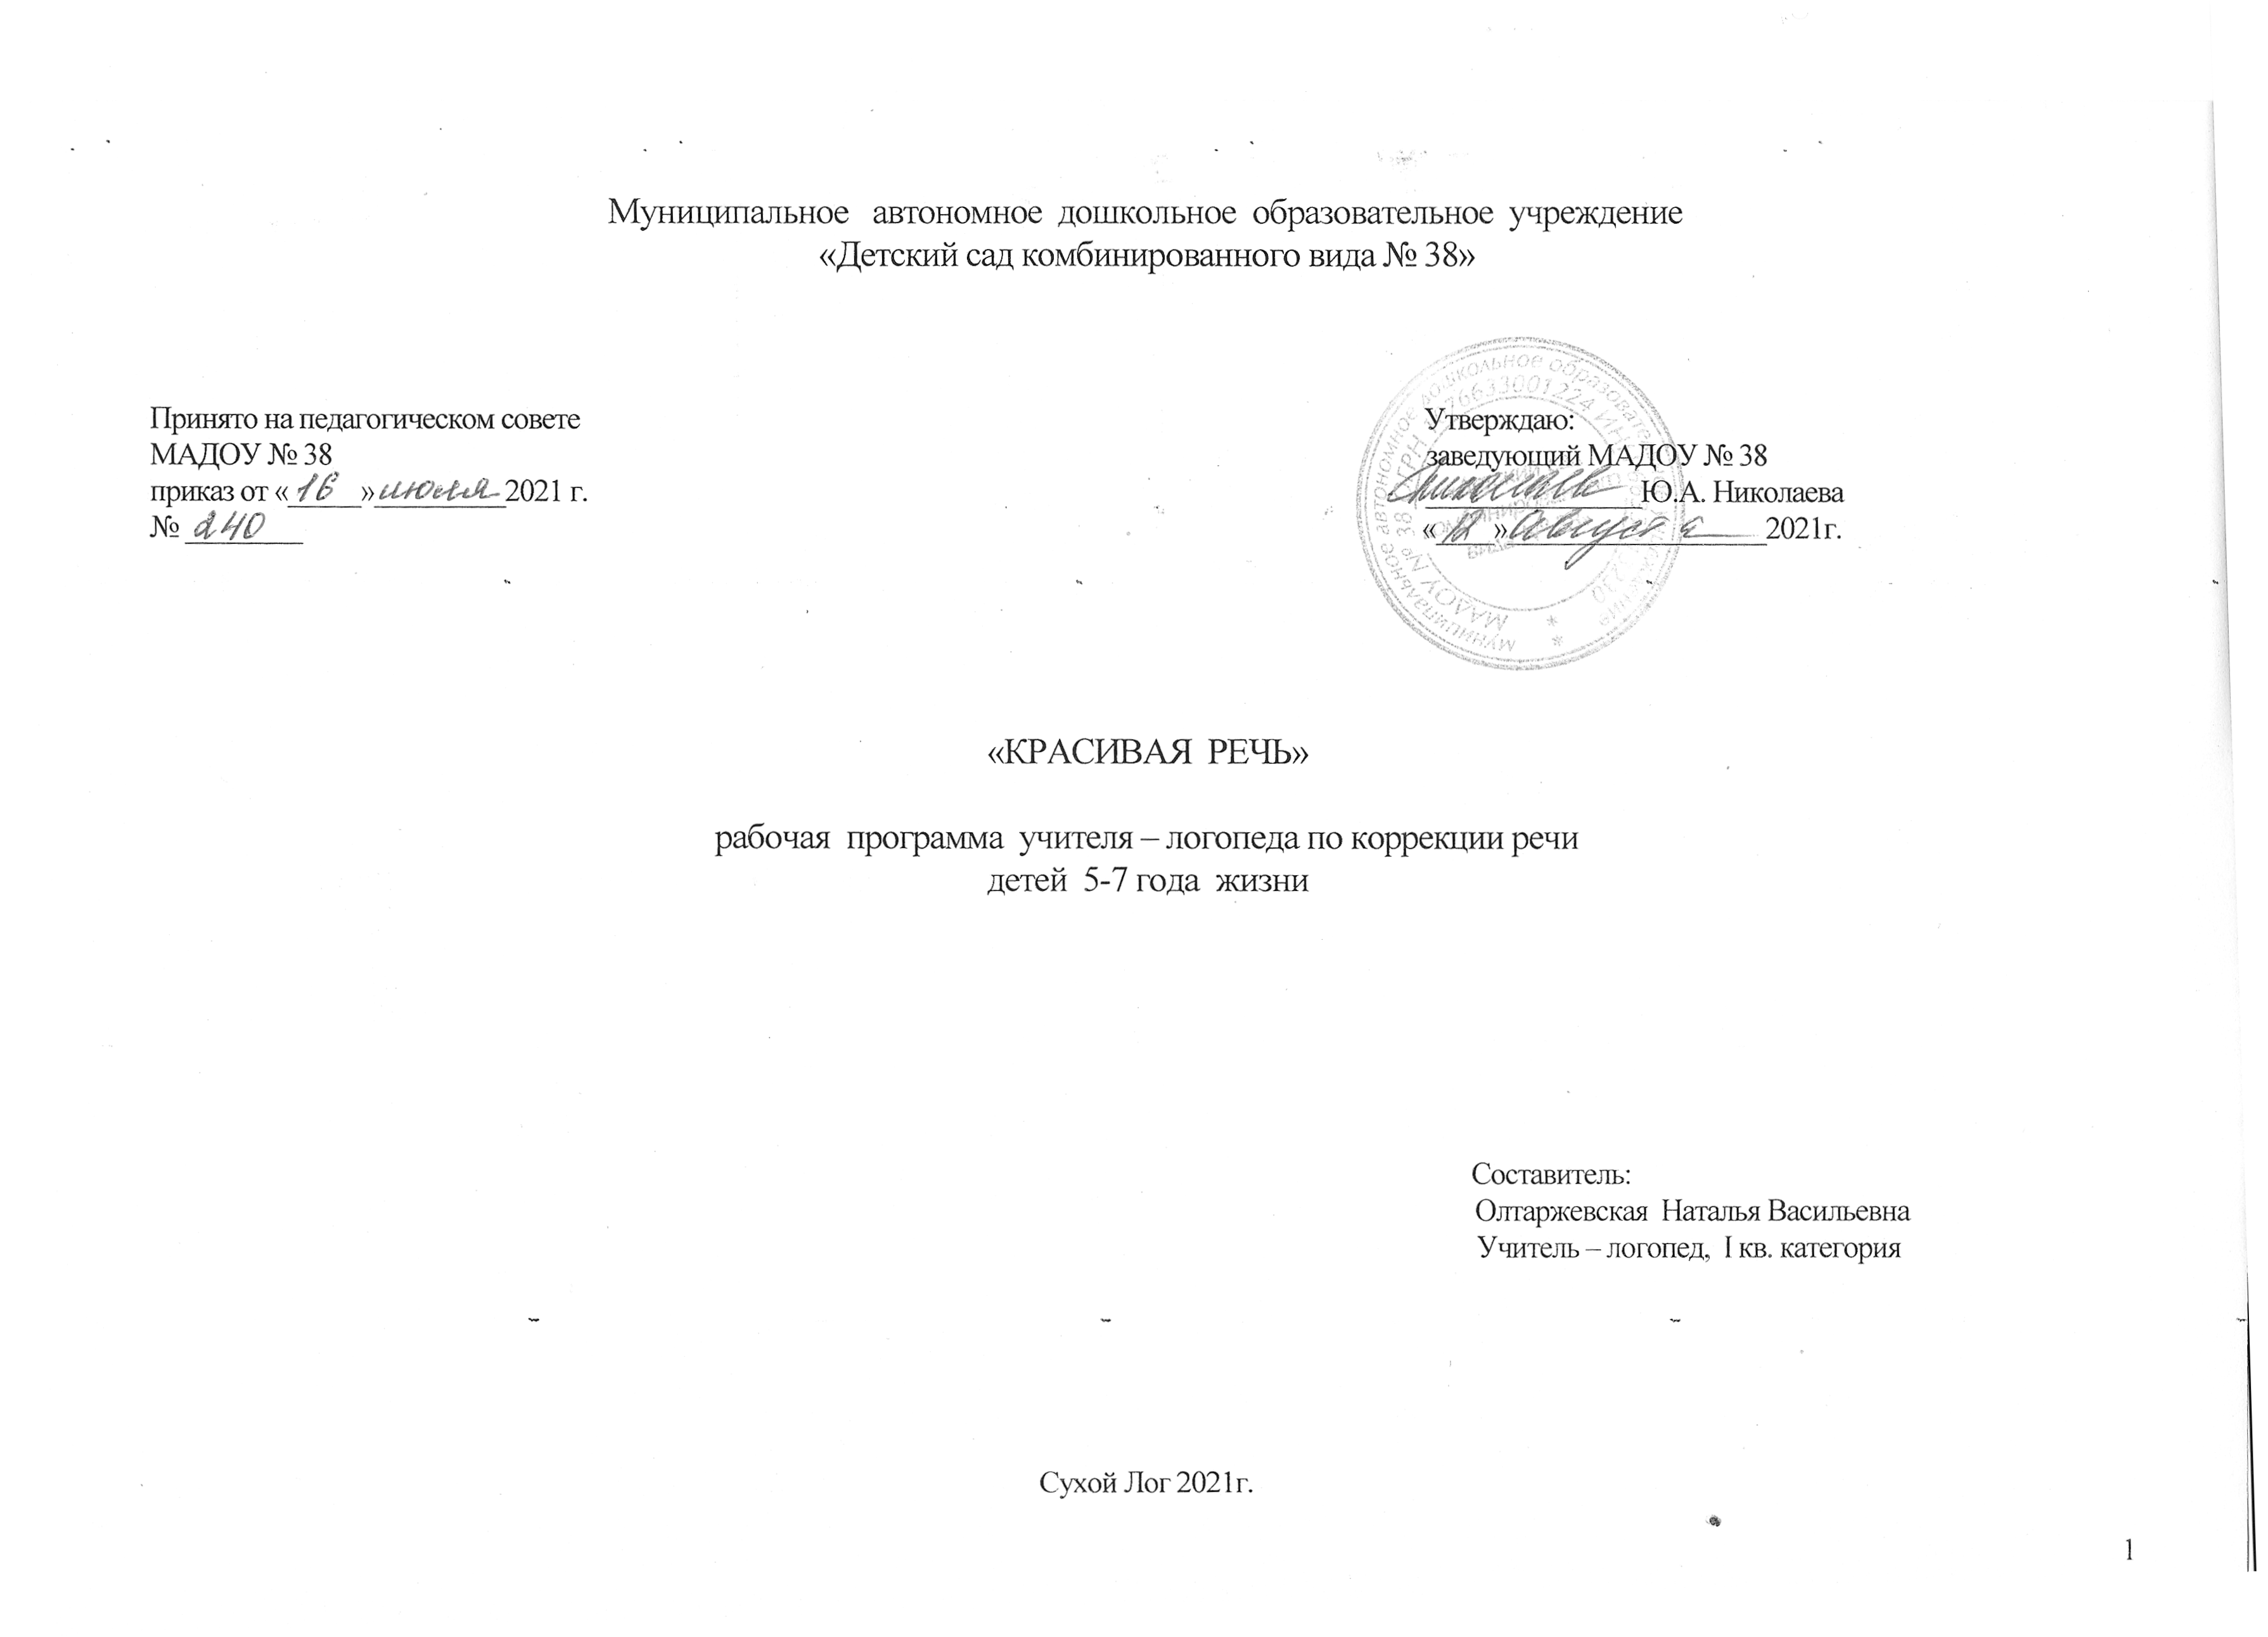 Муниципальное автономное дошкольное образовательное учреждение
«Детский сад комбинированного вида № 38»
Принято на педагогическом совете
МАДОУ № 38
приказ от «16» июля 2021 г.
№ 240
Утверждаю:
заведующий МАДОУ № 38
Ю.А. Николаева
«12» августа 2021г.
«КРАСИВАЯ РЕЧЬ»
рабочая программа учителя – логопеда по коррекции речи
детей 5-7 года жизни
Составитель:
Олтаржевская Наталья Васильевна
Учитель – логопед, I кв. категория
Сухой Лог 2021г.
1